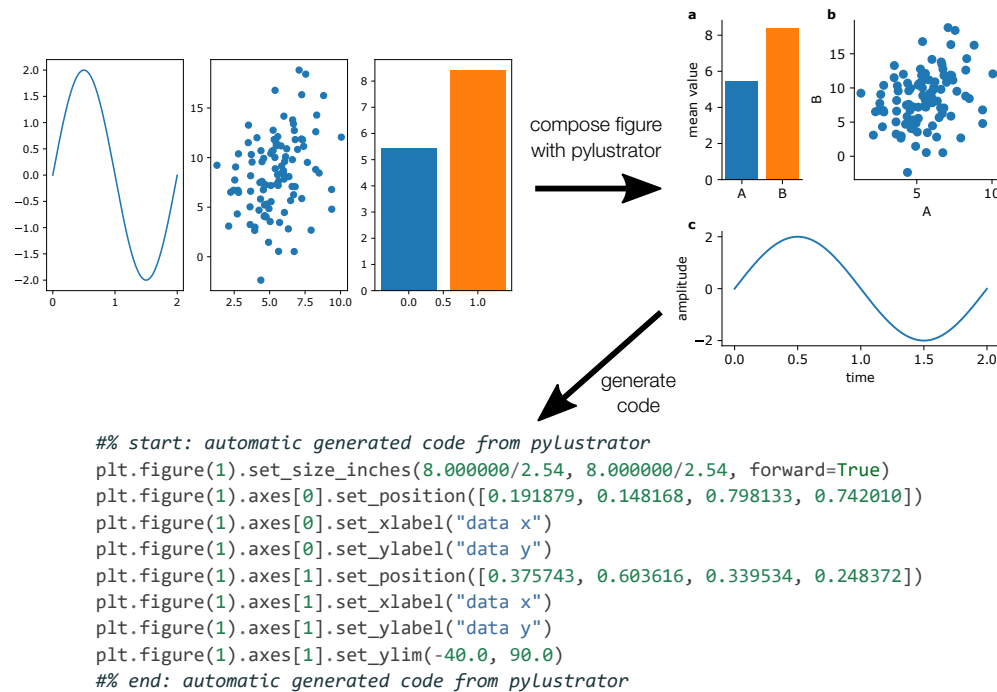 2.0
1.5
1.0
0.5
0.0
−0.5
−1.0
−1.5
−2.0
0 1 2
15
10
5
0
2.5 5.0 7.5 10.0
8
7
6
5
4
3
2
1
0
0.0 0.5 1.0
compose figure
with pylustrator
a
mean value
8
6
4
2
0
A B
b
B
15
10
5
0
5 10
A
c
amplitude
2
0
−2
0.0 0.5 1.0 1.5 2.0
time
generate
code
#% start: automatic generated code from pylustrator
plt.figure(1).set_size_inches(8.000000/2.54, 8.000000/2.54, forward=True)
plt.figure(1).axes[0].set_position([0.191879, 0.148168, 0.798133, 0.742010])
plt.figure(1).axes[0].set_xlabel("data x")
plt.figure(1).axes[0].set_ylabel("data y")
plt.figure(1).axes[1].set_position([0.375743, 0.603616, 0.339534, 0.248372])
plt.figure(1).axes[1].set_xlabel("data x")
plt.figure(1).axes[1].set_ylabel("data y")
plt.figure(1).axes[1].set_ylim(-40.0, 90.0)
#% end: automatic generated code from pylustrator